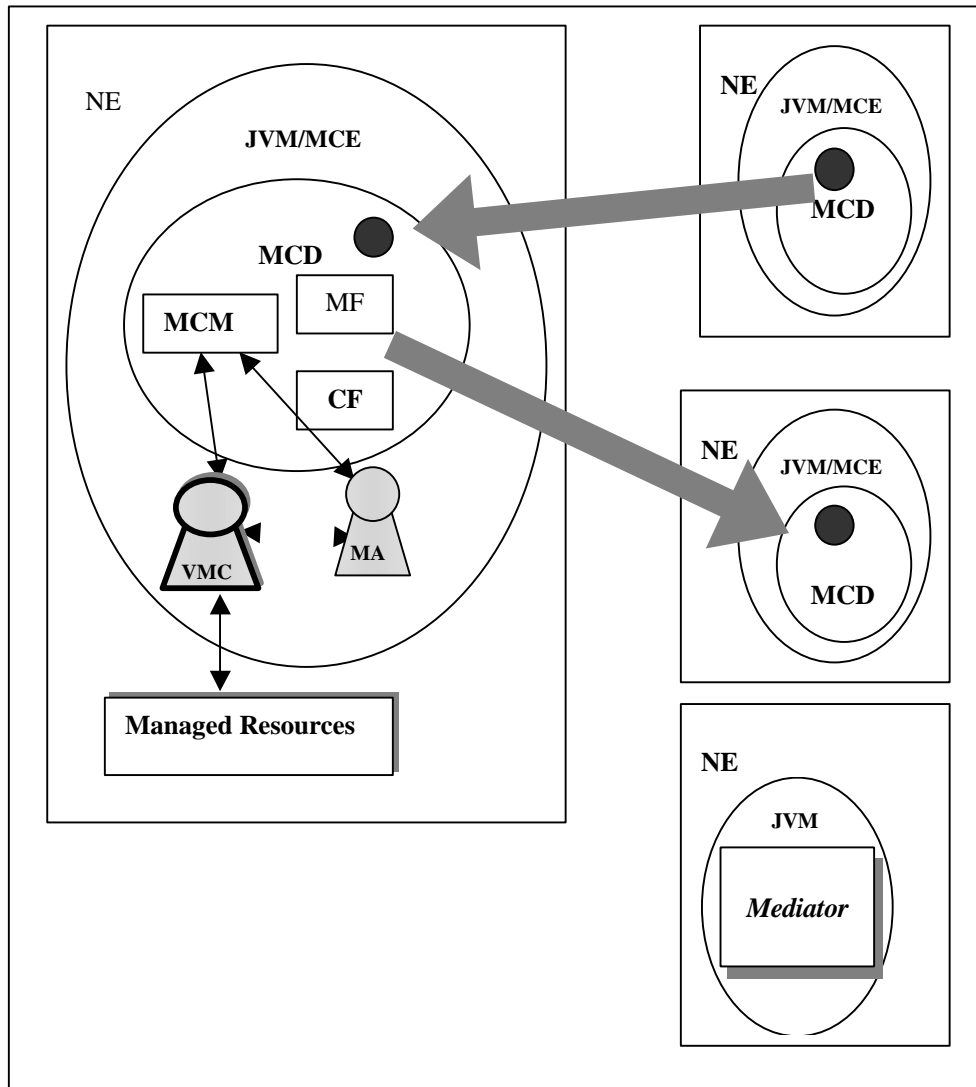 NE
JVM/MCE
MCD
MF
MCM
CF
VMC
MA
Managed Resources
NE
JVM/MCE
MCD
NE
JVM/MCE
MCD
NE
JVM
Mediator